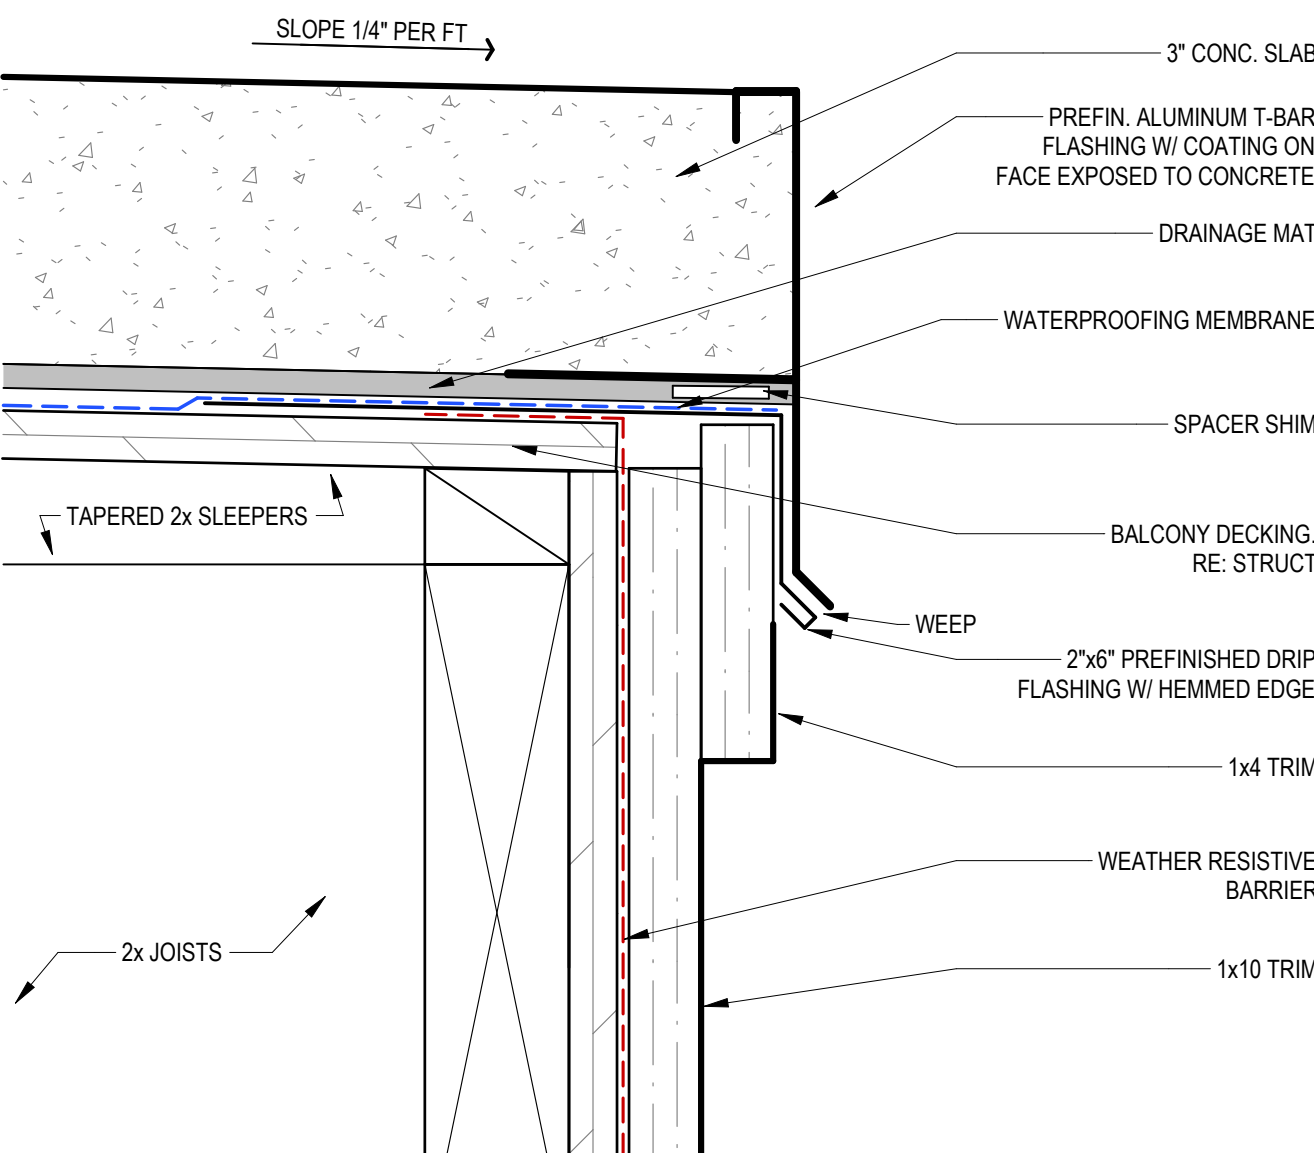 SLOPE 1/4" PER FT
3" CONC. SLAB
PREFIN. ALUMINUM T-BAR
FLASHING W/ COATING ON
FACE EXPOSED TO CONCRETE
DRAINAGE MAT
WATERPROOFING MEMBRANE
SPACER SHIM
TAPERED 2x SLEEPERS
BALCONY DECKING.
RE: STRUCT
WEEP
2"x6" PREFINISHED DRIP
FLASHING W/ HEMMED EDGE
1x4 TRIM
WEATHER RESISTIVE
BARRIER
2x JOISTS
1x10 TRIM